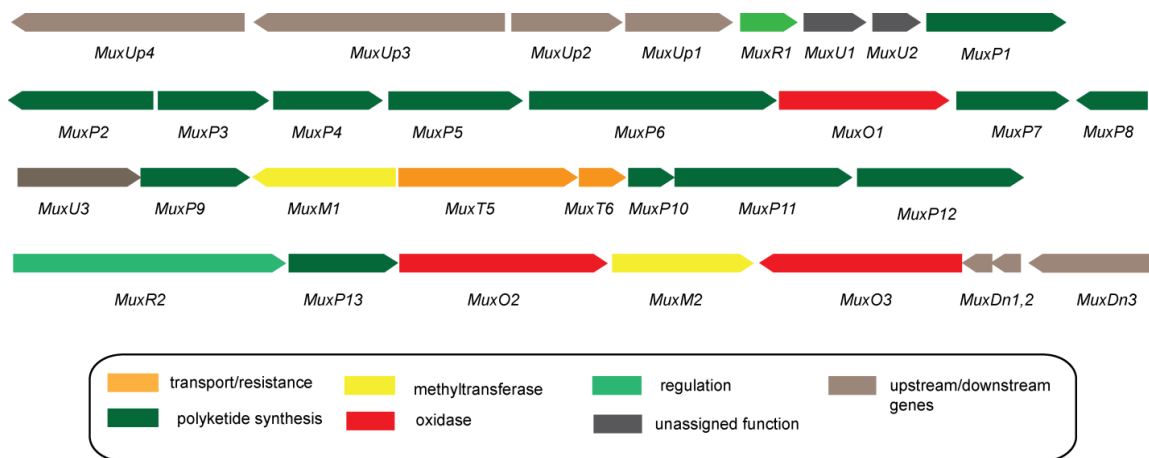 MuxUp4 MuxUp3 MuxUp2 MuxUp1 MuxR1 MuxU1 MuxU2 MuxP1
MuxP2 MuxP3 MuxP4 MuxP5 MuxP6 MuxO1 MuxP7 MuxP8
MuxU3 MuxP9 MuxM1 MuxT5 MuxT6 MuxP10 MuxP11 MuxP12
MuxR2 MuxP13 MuxO2 MuxM2 MuxO3 MuxDn1,2 MuxDn3
transport/resistance methyltransferase regulation upstream/downstream
genes
polyketide synthesis oxidase unassigned function